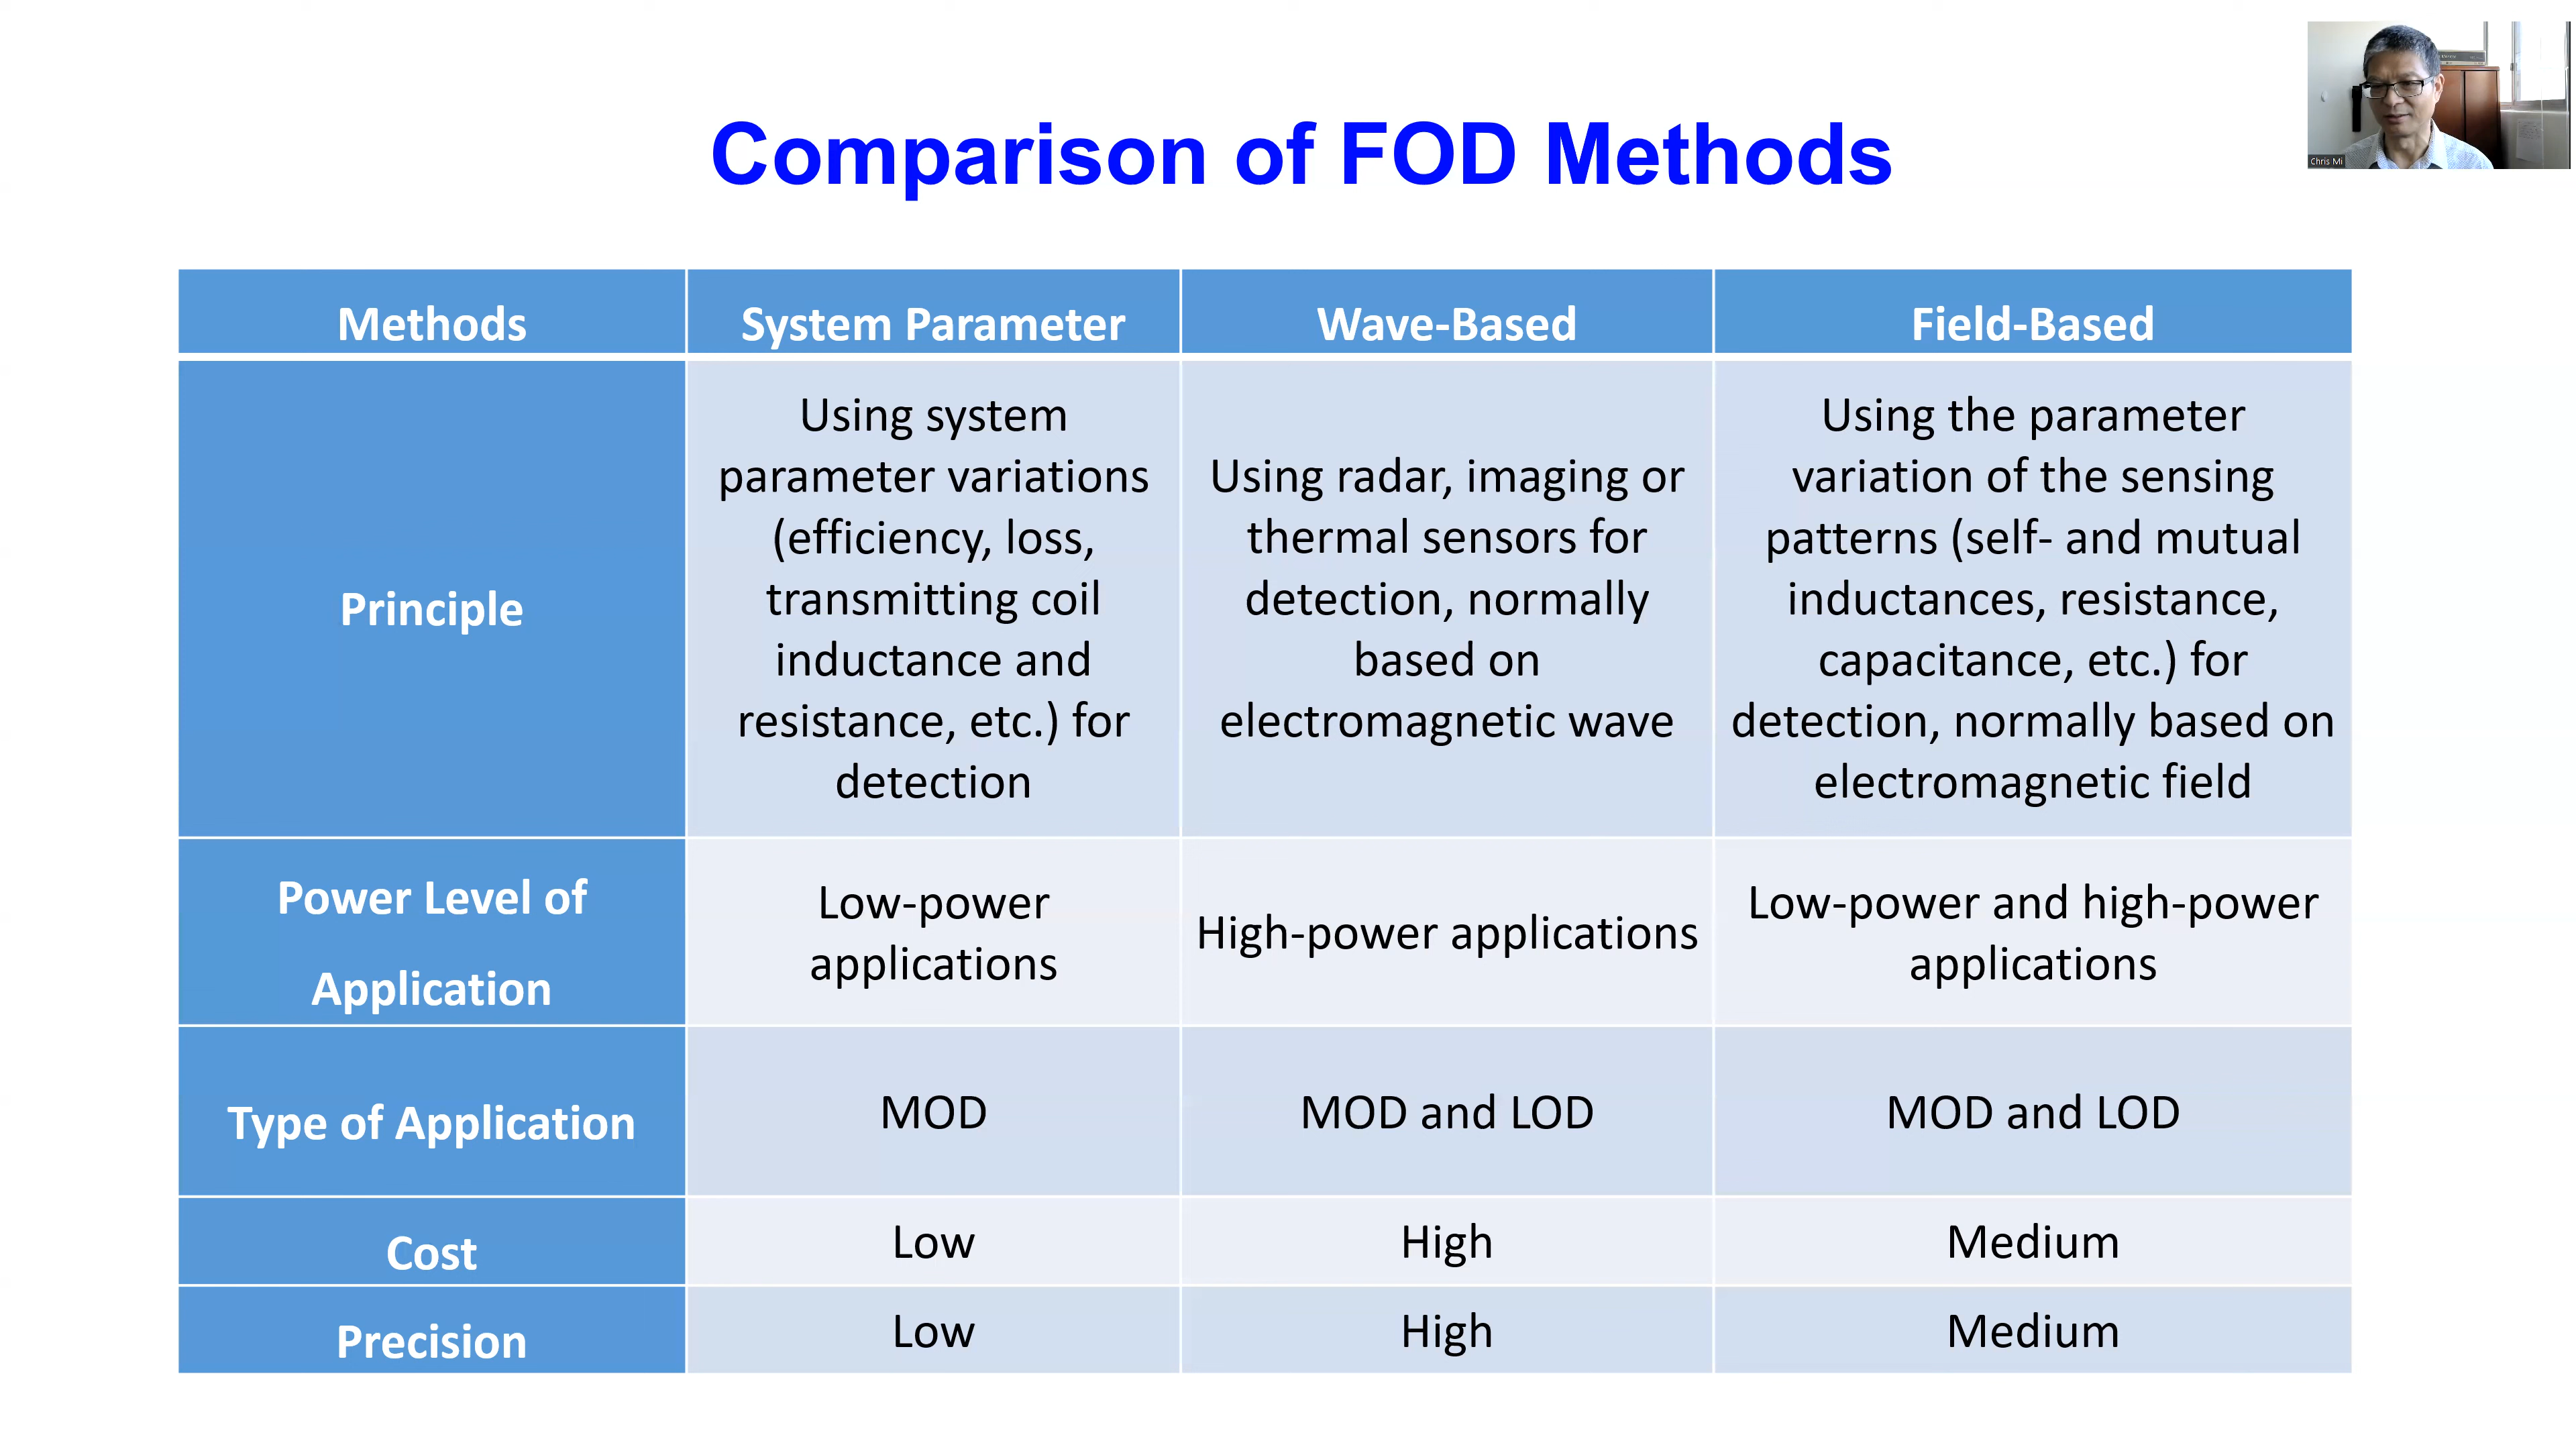 Comparison of FOD Methods
Chris Mi
Methods
System Parameter
Wave-Based
Field-Based
Principle
Using system
parameter variations
(efficiency, loss,
transmitting coil
inductance and
resistance, etc.) for
detection
Using radar, imaging or
thermal sensors for
detection, normally
based on
electromagnetic wave
Using the parameter
variation of the sensing
patterns (self- and mutual
inductances, resistance,
capacitance, etc.) for
detection, normally based on
electromagnetic field
Power Level of
Application
Low-power
applications
High-power applications
Low-power and high-power
applications
Type of Application
MOD
MOD and LOD
MOD and LOD
Cost
Low
High
Medium
Precision
Low
High
Medium